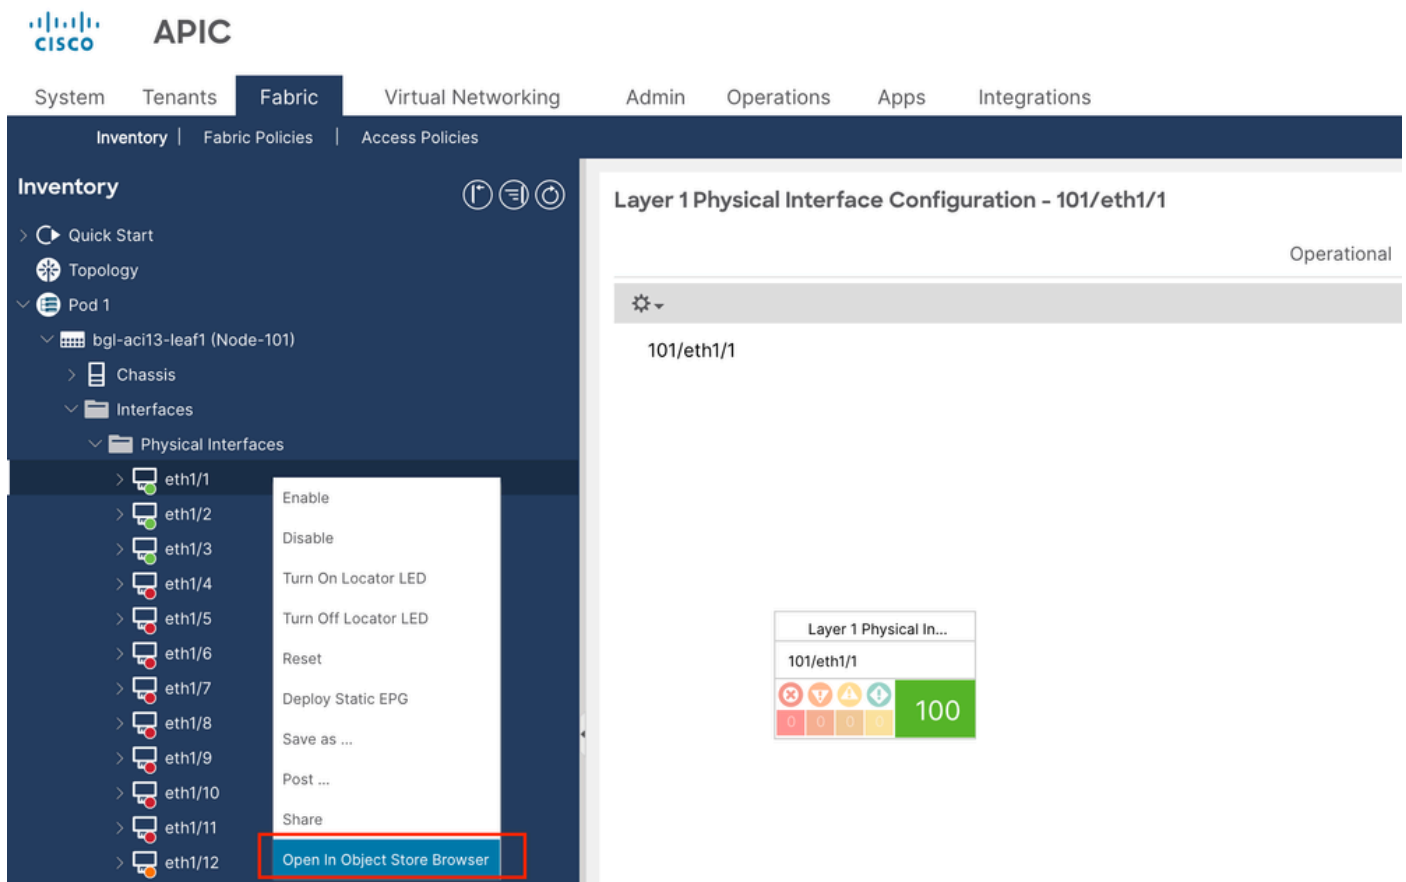 CISCO
APIC
System Tenants Fabric Virtual Networking Admin Operations Apps Integrations
Inventory | Fabric Policies | Access Policies
Inventory
Quick Start
Topology
Pod 1
bgl-aci13-leaf1 (Node-101)
Chassis
Interfaces
Physical Interfaces
eth1/1
eth1/2
eth1/3
eth1/4
eth1/5
eth1/6
eth1/7
eth1/8
eth1/9
eth1/10
eth1/11
eth1/12
Enable
Disable
Turn On Locator LED
Turn Off Locator LED
Reset
Deploy Static EPG
Save as ...
Post ...
Share
Open In Object Store Browser
Layer 1 Physical Interface Configuration - 101/eth1/1
Operational
101/eth1/1
Layer 1 Physical In...
101/eth1/1
0 0 0 0
100